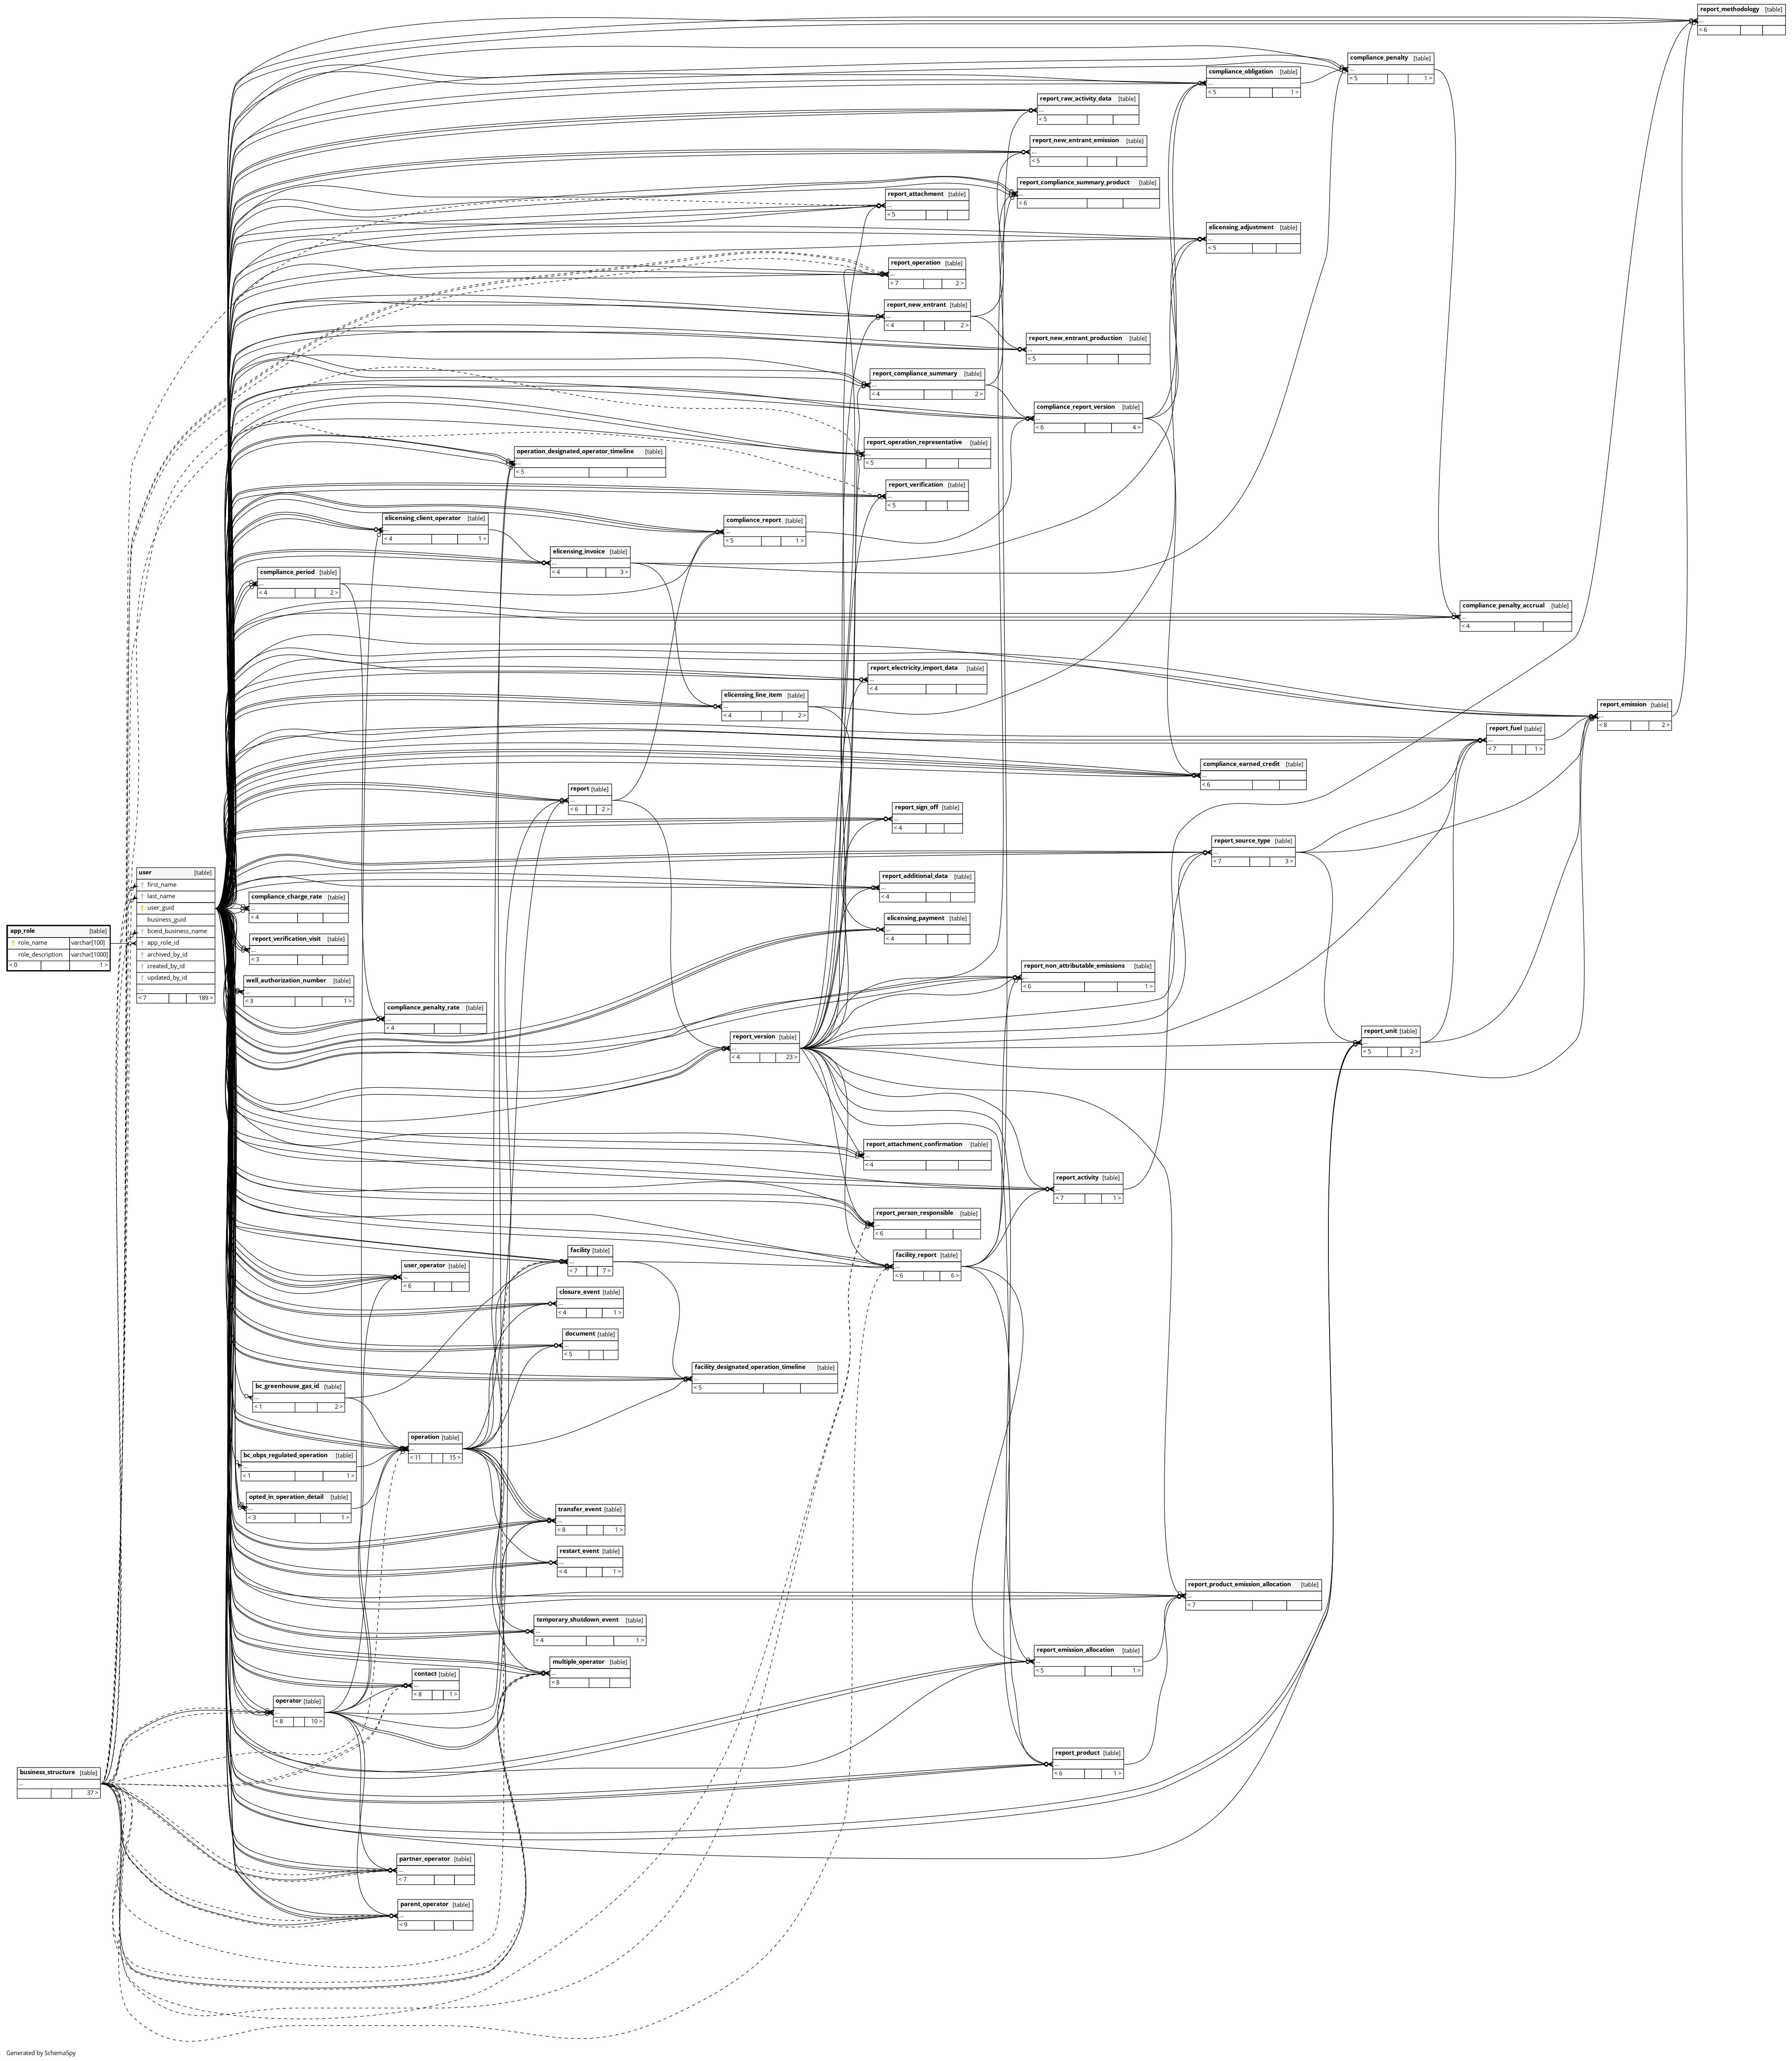 report_methodology [table]
...
< 6
compliance_penalty [table]
...
< 5 1 >
compliance_obligation [table]
...
< 5 1 >
report_raw_activity_data [table]
...
< 5
report_new_entrant_emission [table]
...
< 5
report_compliance_summary_product [table]
...
< 6
report_attachment [table]
...
< 5
elicensing_adjustment [table]
...
< 5
report_operation [table]
...
< 7 2 >
report_new_entrant [table]
...
< 4 2 >
report_new_entrant_production [table]
...
< 5
report_compliance_summary [table]
...
< 4 2 >
compliance_report_version [table]
...
< 6 4 >
report_operation_representative [table]
...
< 5
operation_designated_operator_timeline [table]
...
< 5
report_verification [table]
...
< 5
elicensing_client_operator [table]
...
< 4 1 >
compliance_report [table]
...
< 5 1 >
elicensing_invoice [table]
...
< 4 3 >
compliance_period [table]
...
< 4 2 >
compliance_penalty_accrual [table]
...
< 4
report_electricity_import_data [table]
...
< 4
elicensing_line_item [table]
...
< 4 2 >
report_emission [table]
...
< 8 2 >
report_fuel [table]
...
< 7 1 >
compliance_earned_credit [table]
...
< 6
report [table]
...
< 6 2 >
report_sign_off [table]
...
< 4
report_source_type [table]
...
< 7 3 >
user [table]
first_name
last_name
user_guid
business_guid
bceid_business_name
app_role_id
archived_by_id
created_by_id
updated_by_id
...
< 7 189 >
report_additional_data [table]
...
< 4
compliance_charge_rate [table]
...
< 4
elicensing_payment [table]
...
< 4
app_role [table]
role_name varchar[100]
role_description varchar[1000]
< 0 1 >
report_verification_visit [table]
...
< 3
report_non_attributable_emissions [table]
...
< 6 1 >
well_authorization_number [table]
...
< 3 1 >
compliance_penalty_rate [table]
...
< 4
report_unit [table]
...
< 5 2 >
report_version [table]
...
< 4 23 >
report_attachment_confirmation [table]
...
< 4
report_activity [table]
...
< 7 1 >
report_person_responsible [table]
...
< 6
facility [table]
...
< 7 7 >
facility_report [table]
...
< 6 6 >
user_operator [table]
...
< 6
closure_event [table]
...
< 4 1 >
document [table]
...
< 5
facility_designated_operation_timeline [table]
...
< 5
bc_greenhouse_gas_id [table]
...
< 1 2 >
operation [table]
...
< 11 15 >
bc_obps_regulated_operation [table]
...
< 1 1 >
opted_in_operation_detail [table]
...
< 3 1 >
transfer_event [table]
...
< 8 1 >
restart_event [table]
...
< 4 1 >
report_product_emission_allocation [table]
...
< 7
temporary_shutdown_event [table]
...
< 4 1 >
report_emission_allocation [table]
...
< 5 1 >
multiple_operator [table]
...
< 8
contact [table]
...
< 8 1 >
operator [table]
...
< 8 10 >
report_product [table]
...
< 6 1 >
business_structure [table]
...
37 >
partner_operator [table]
...
< 7
parent_operator [table]
...
< 9
Generated by SchemaSpy